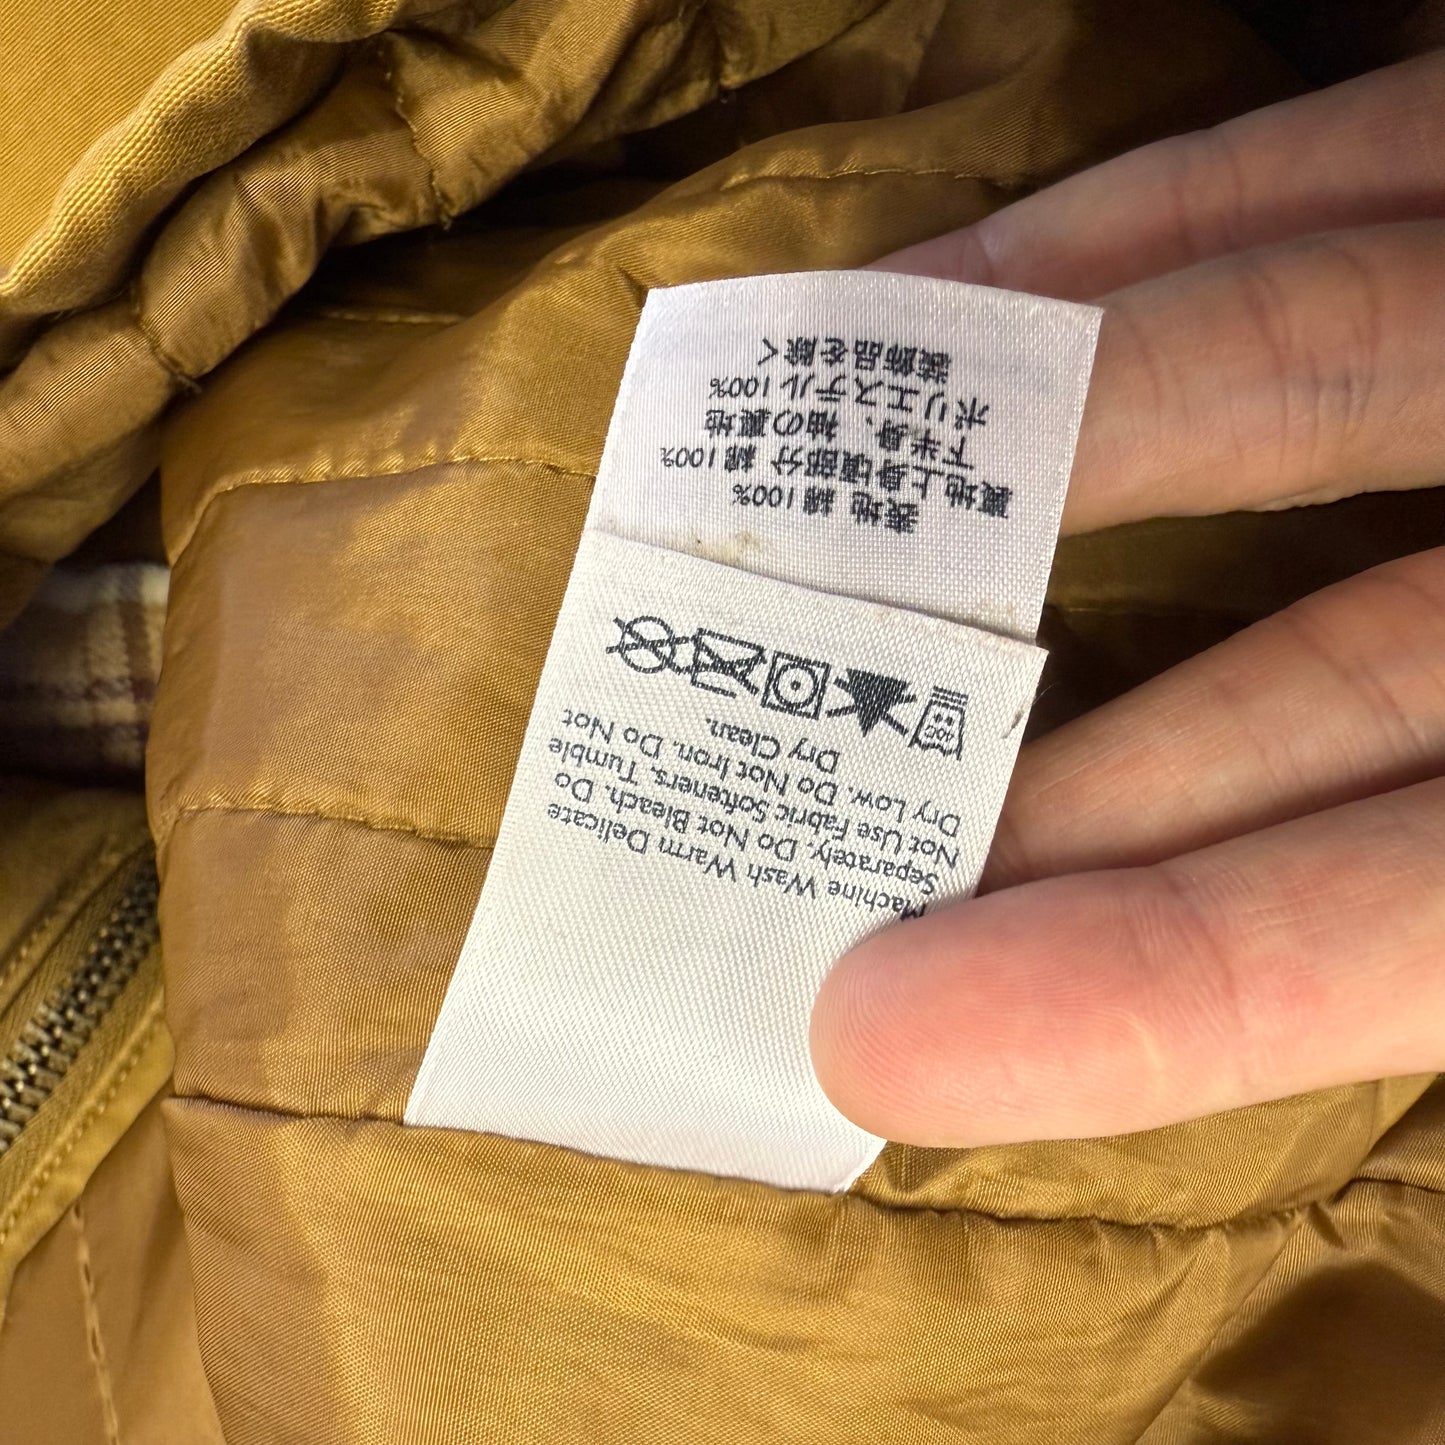 Machine Wash Warm Delicate
Separately. Do Not Bleach. Do
Not Use Fabric Softeners. Tumble
Dry Low. Do Not Iron. Do Not
Dry Clean.
40C
表地 綿100%
裏地上身頃部分 綿100%
下半身、袖の裏地
ポリエステル100%
装飾品を除く